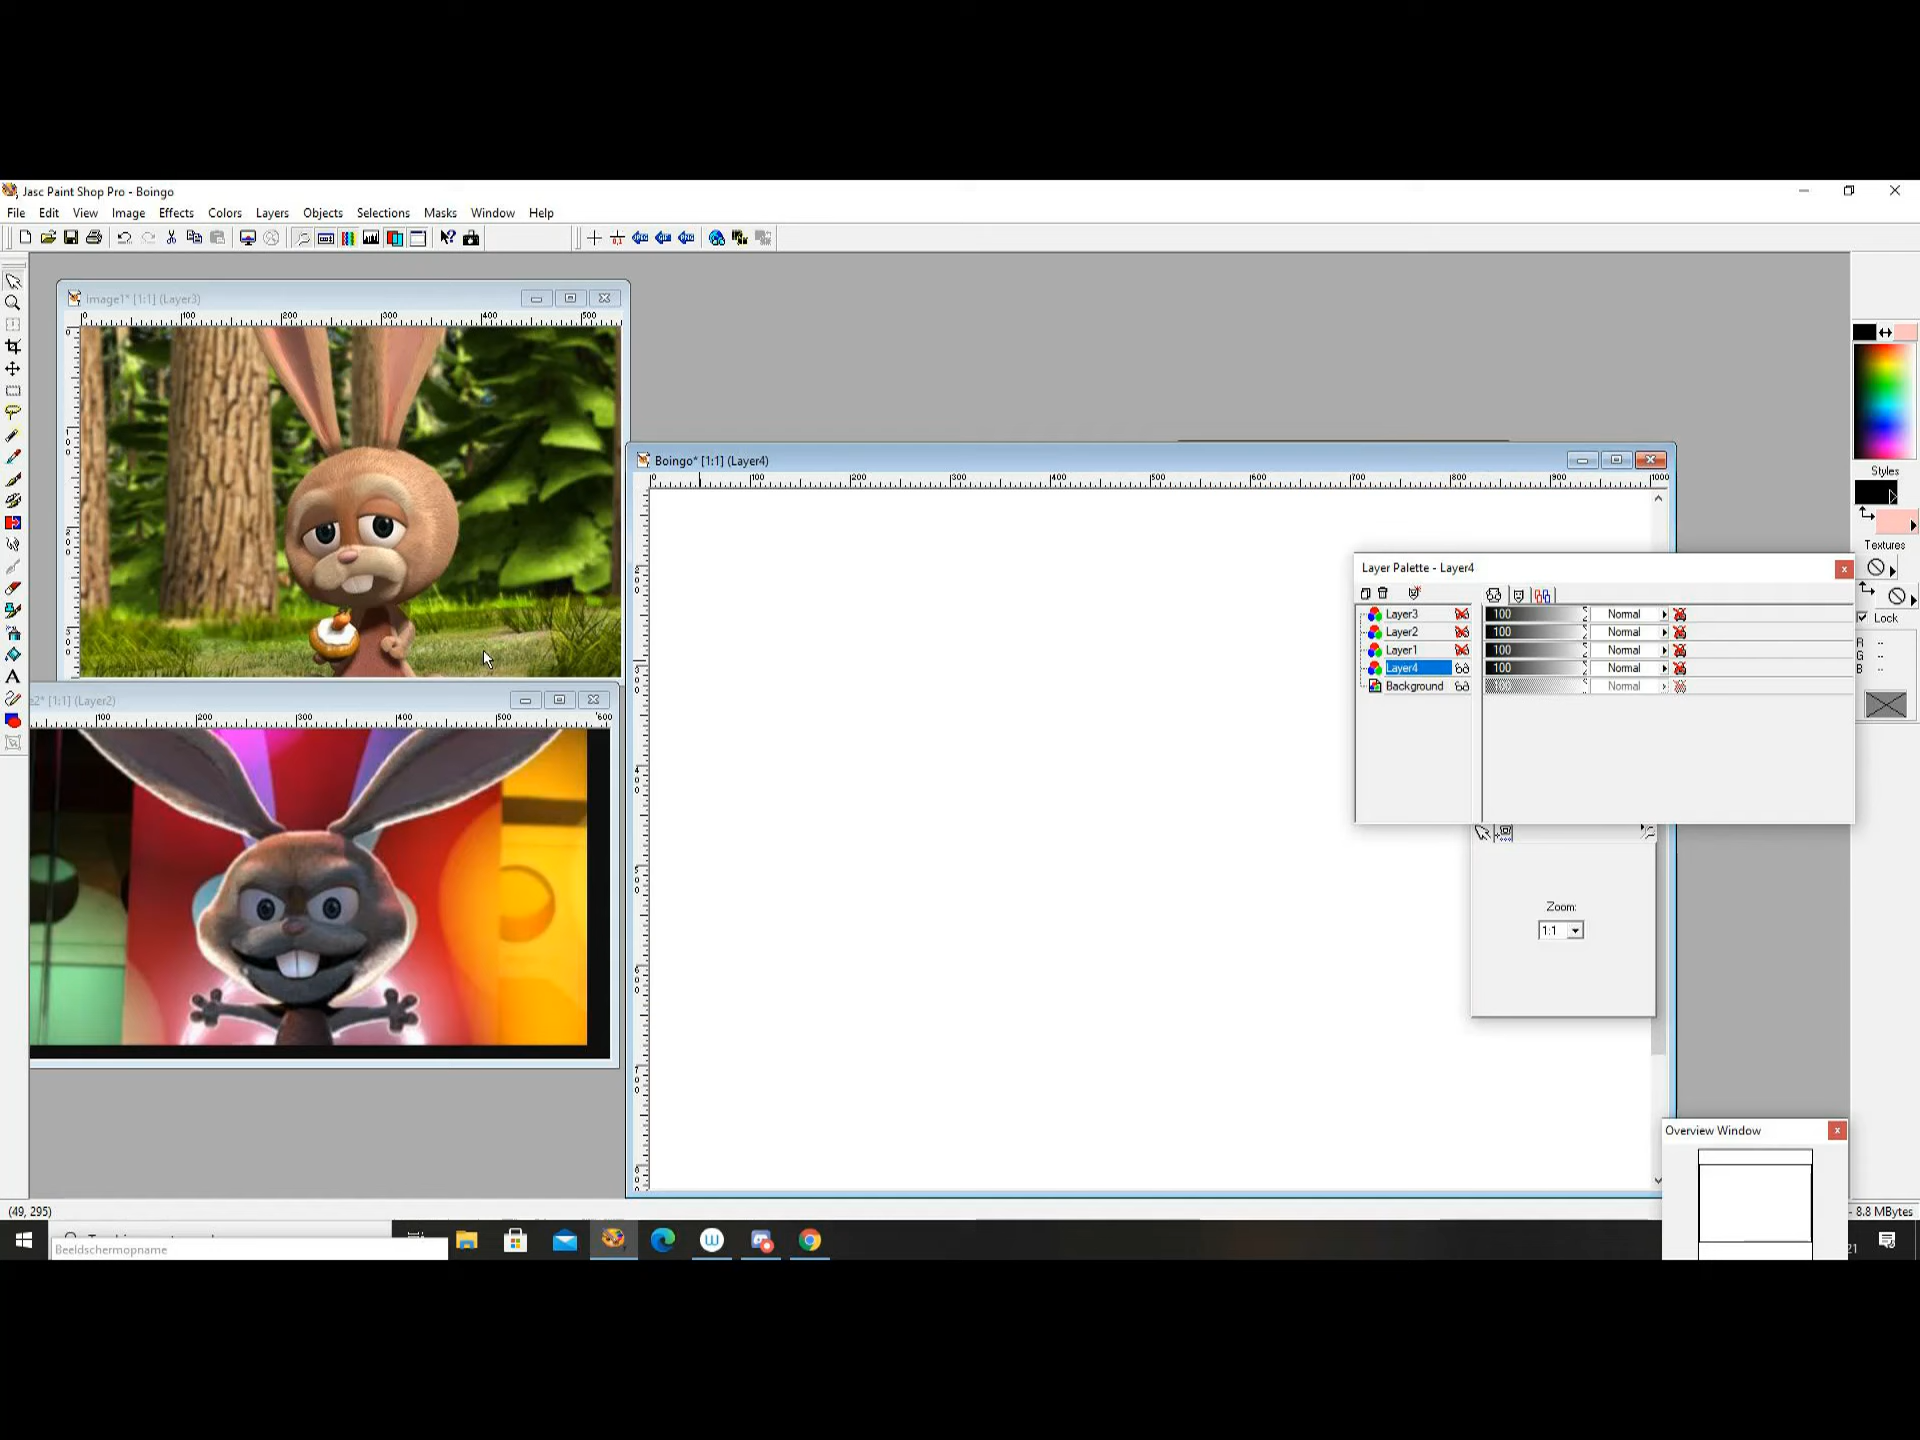 Jasc Paint Shop Pro - Boingo
File Edit View Image Effects Colors Layers Objects Selections Masks Window Help
Image1* [1:1] (Layer3)
0 100 200 300 400 500
Boingo* [1:1] (Layer4)
0 100 200 300 400 500 600 700 800 900 1000
Styles
Textures
Lock
R --
G --
B --
Layer Palette - Layer4
Layer3 100 Normal
Layer2 100 Normal
Layer1 100 Normal
Layer4 100 Normal
Background Normal
e2* [1:1] (Layer2)
100 200 300 400 500 600
Zoom:
1:1
Overview Window
(49, 295)
- 8.8 MBytes
Beeldschermopname
21